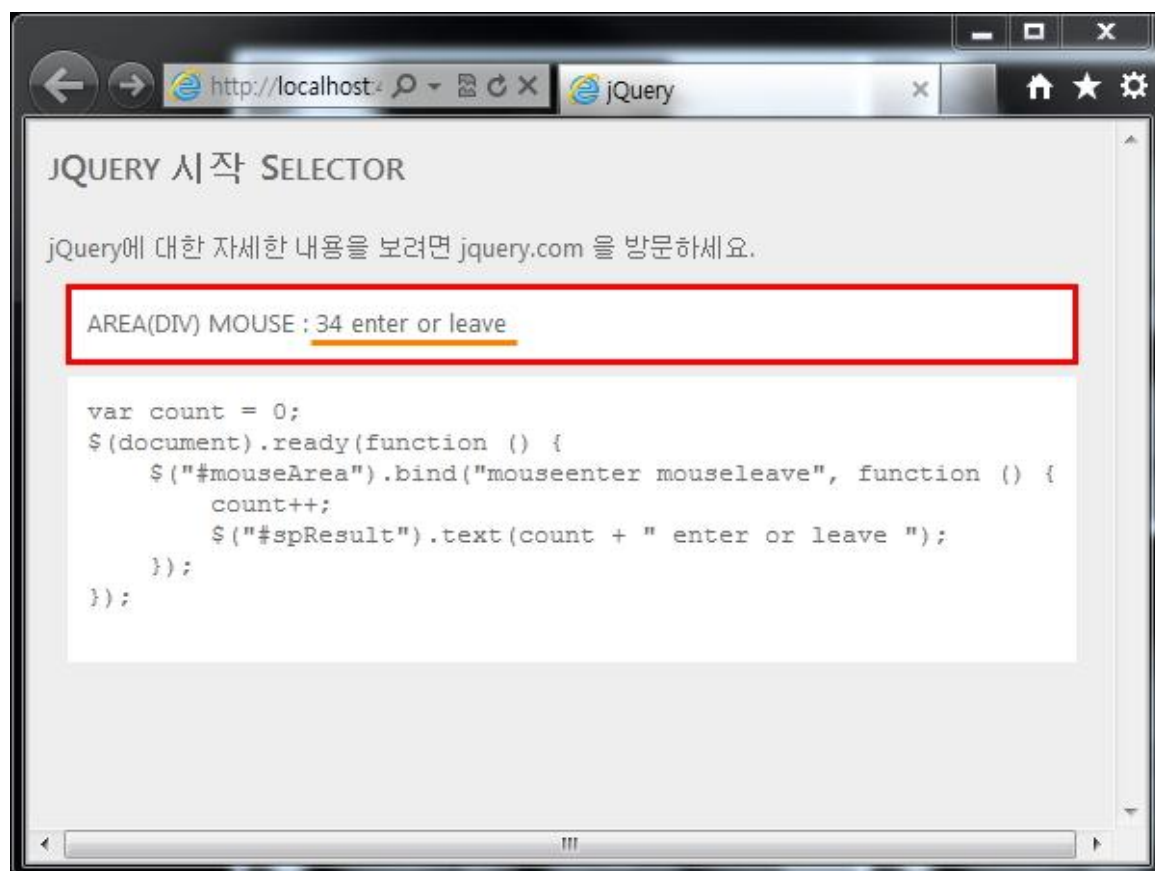 http://localhost:4
jQuery
JQUERY 시작 SELECTOR
jQuery에 대한 자세한 내용을 보려면 jquery.com 을 방문하세요.
AREA(DIV) MOUSE : 34 enter or leave
var count = 0;
$(document).ready(function () {
    $("#mouseArea").bind("mouseenter mouseleave", function () {
        count++;
        $("#spResult").text(count + " enter or leave ");
    });
});